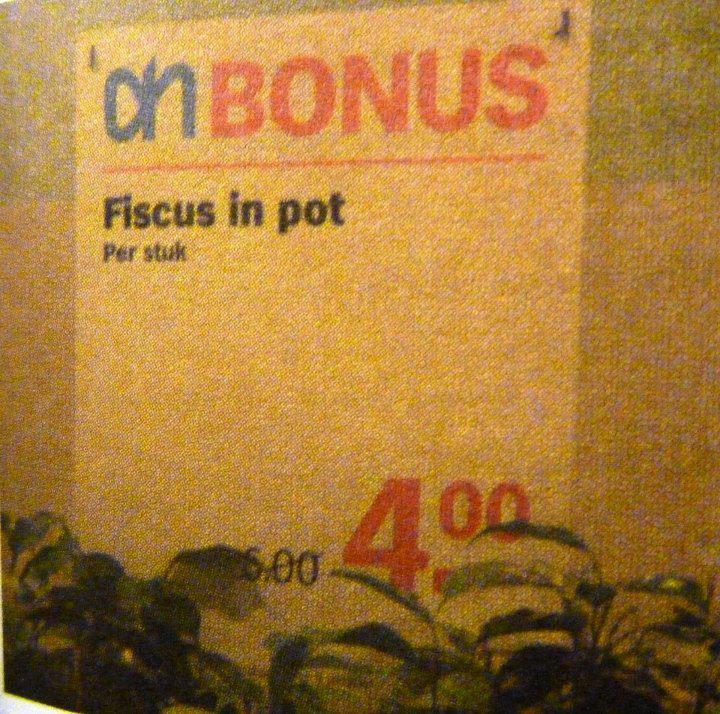 ah BONUS
Fiscus in pot
Per stuk
6.00
4.00